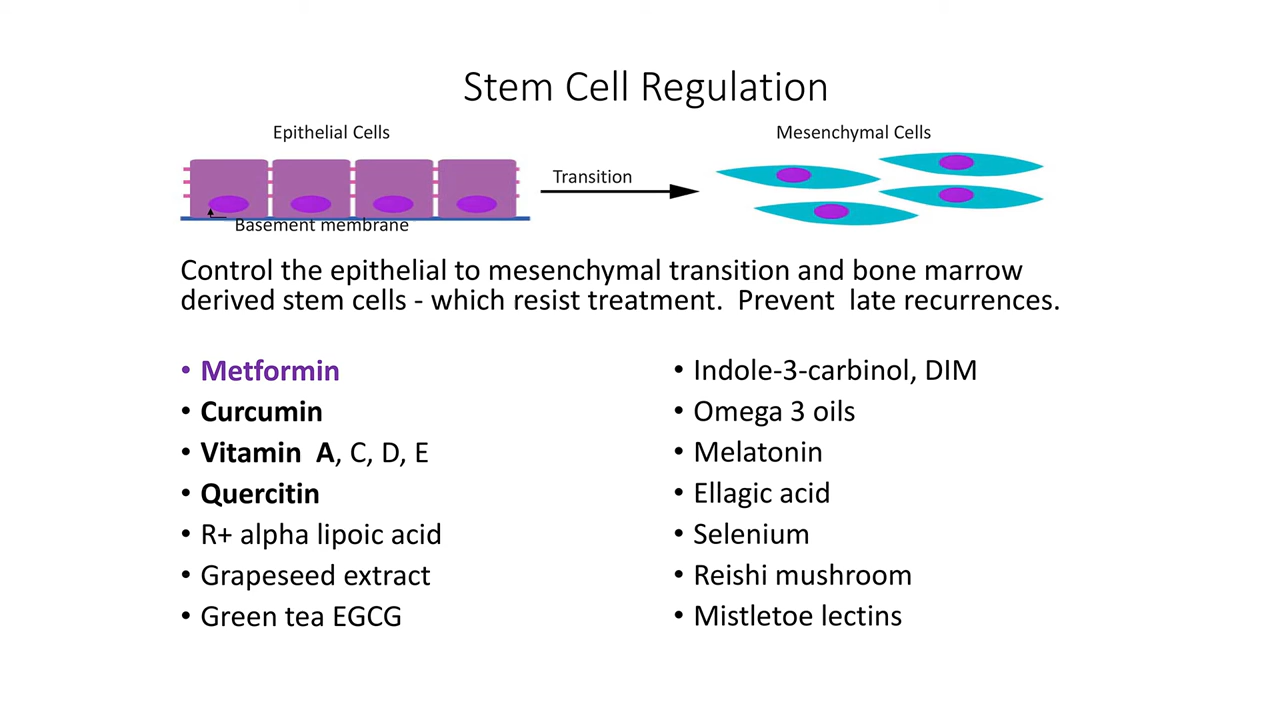 Stem Cell Regulation
Epithelial Cells
Mesenchymal Cells
Transition
Basement membrane
Control the epithelial to mesenchymal transition and bone marrow
derived stem cells - which resist treatment.  Prevent  late recurrences.
• Metformin
• Curcumin
• Vitamin  A, C, D, E
• Quercitin
• R+ alpha lipoic acid
• Grapeseed extract
• Green tea EGCG
• Indole-3-carbinol, DIM
• Omega 3 oils
• Melatonin
• Ellagic acid
• Selenium
• Reishi mushroom
• Mistletoe lectins